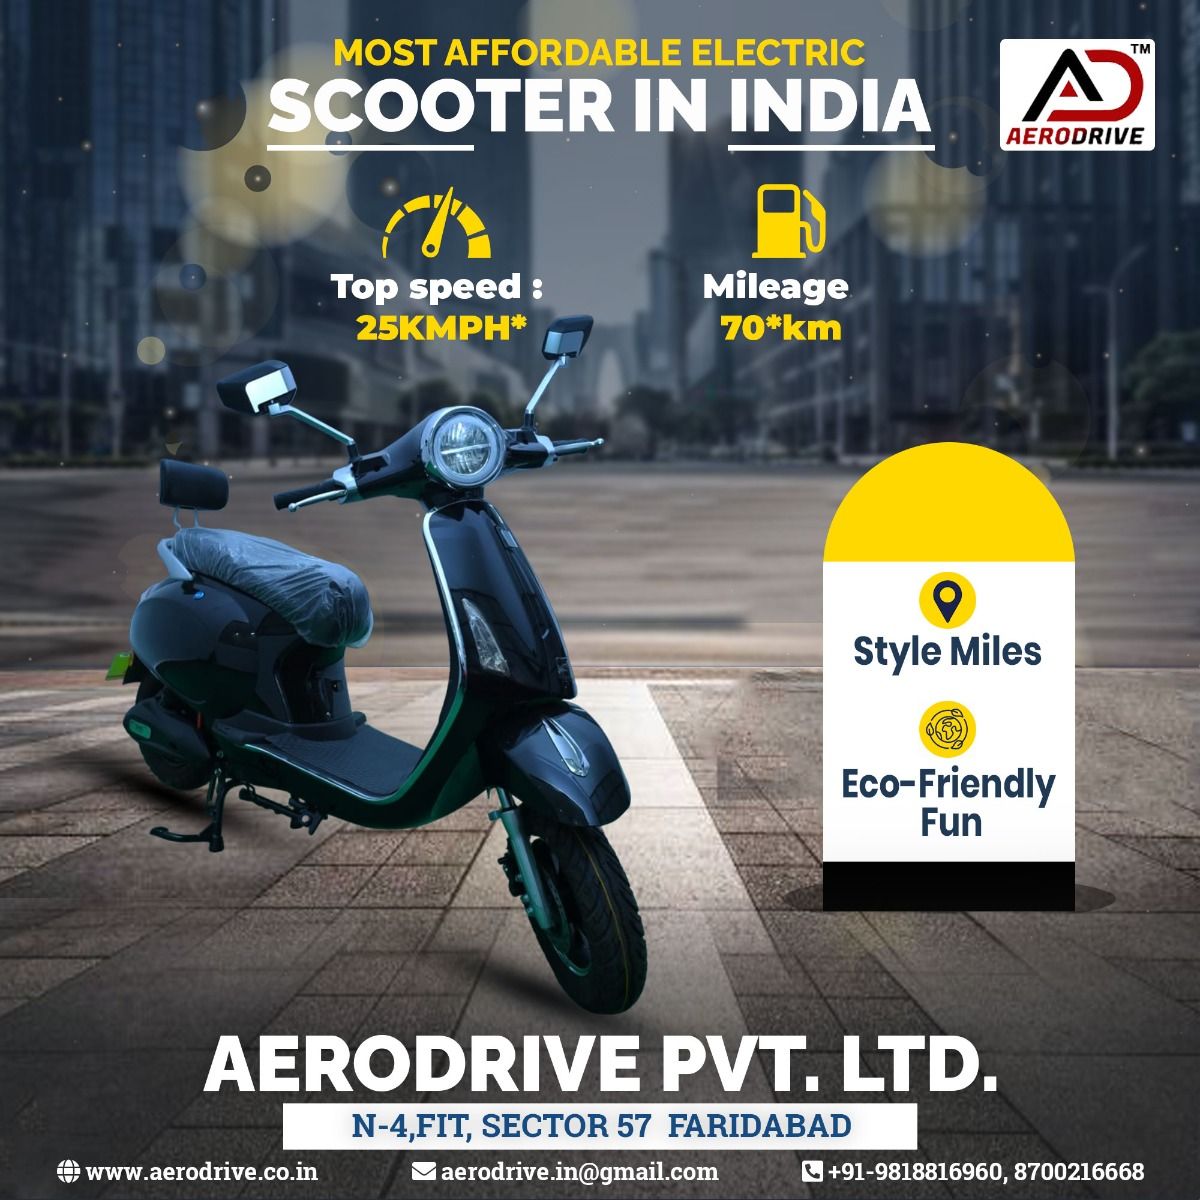 MOST AFFORDABLE ELECTRIC
SCOOTER IN INDIA
AD™
AERODRIVE
Top speed :
25KMPH*
Mileage
70*km
Style Miles
Eco-Friendly
Fun
AERODRIVE PVT. LTD.
N-4,FIT, SECTOR 57 FARIDABAD
www.aerodrive.co.in
aerodrive.in@gmail.com
+91-9818816960, 8700216668